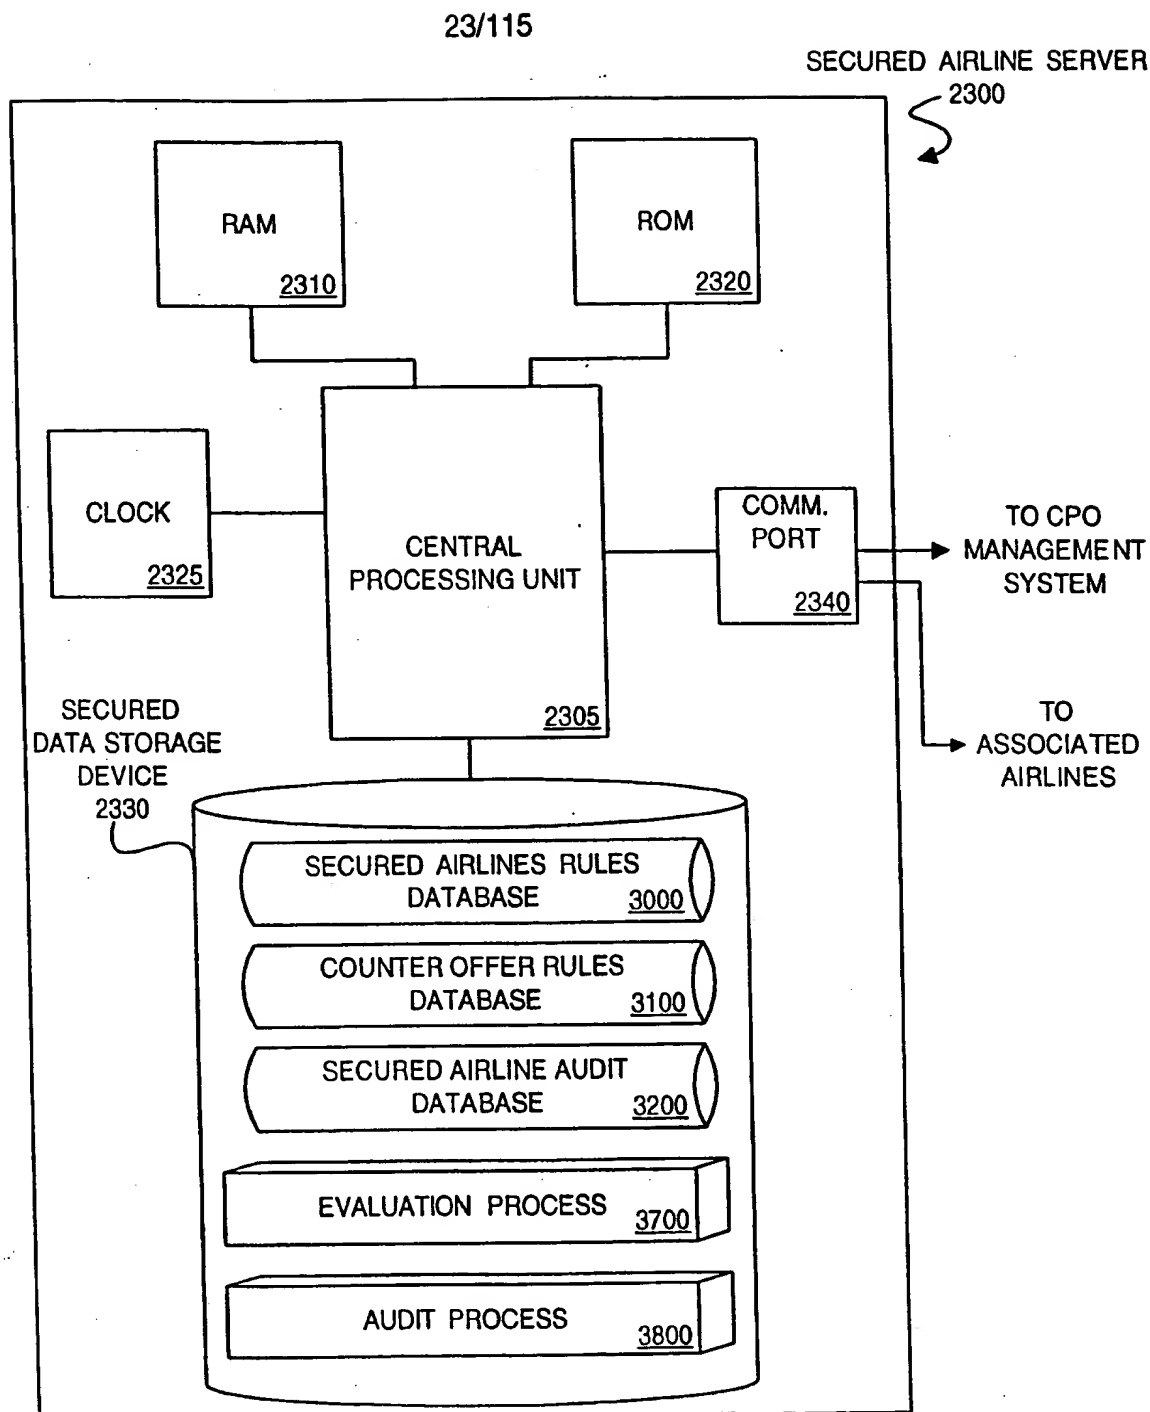 23/115
SECURED AIRLINE SERVER
2300
RAM
2310
ROM
2320
CLOCK
2325
CENTRAL
PROCESSING UNIT
2305
COMM.
PORT
2340
TO CPO
MANAGEMENT
SYSTEM
TO
ASSOCIATED
AIRLINES
SECURED
DATA STORAGE
DEVICE
2330
SECURED AIRLINES RULES
DATABASE 3000
COUNTER OFFER RULES
DATABASE 3100
SECURED AIRLINE AUDIT
DATABASE 3200
EVALUATION PROCESS 3700
AUDIT PROCESS 3800